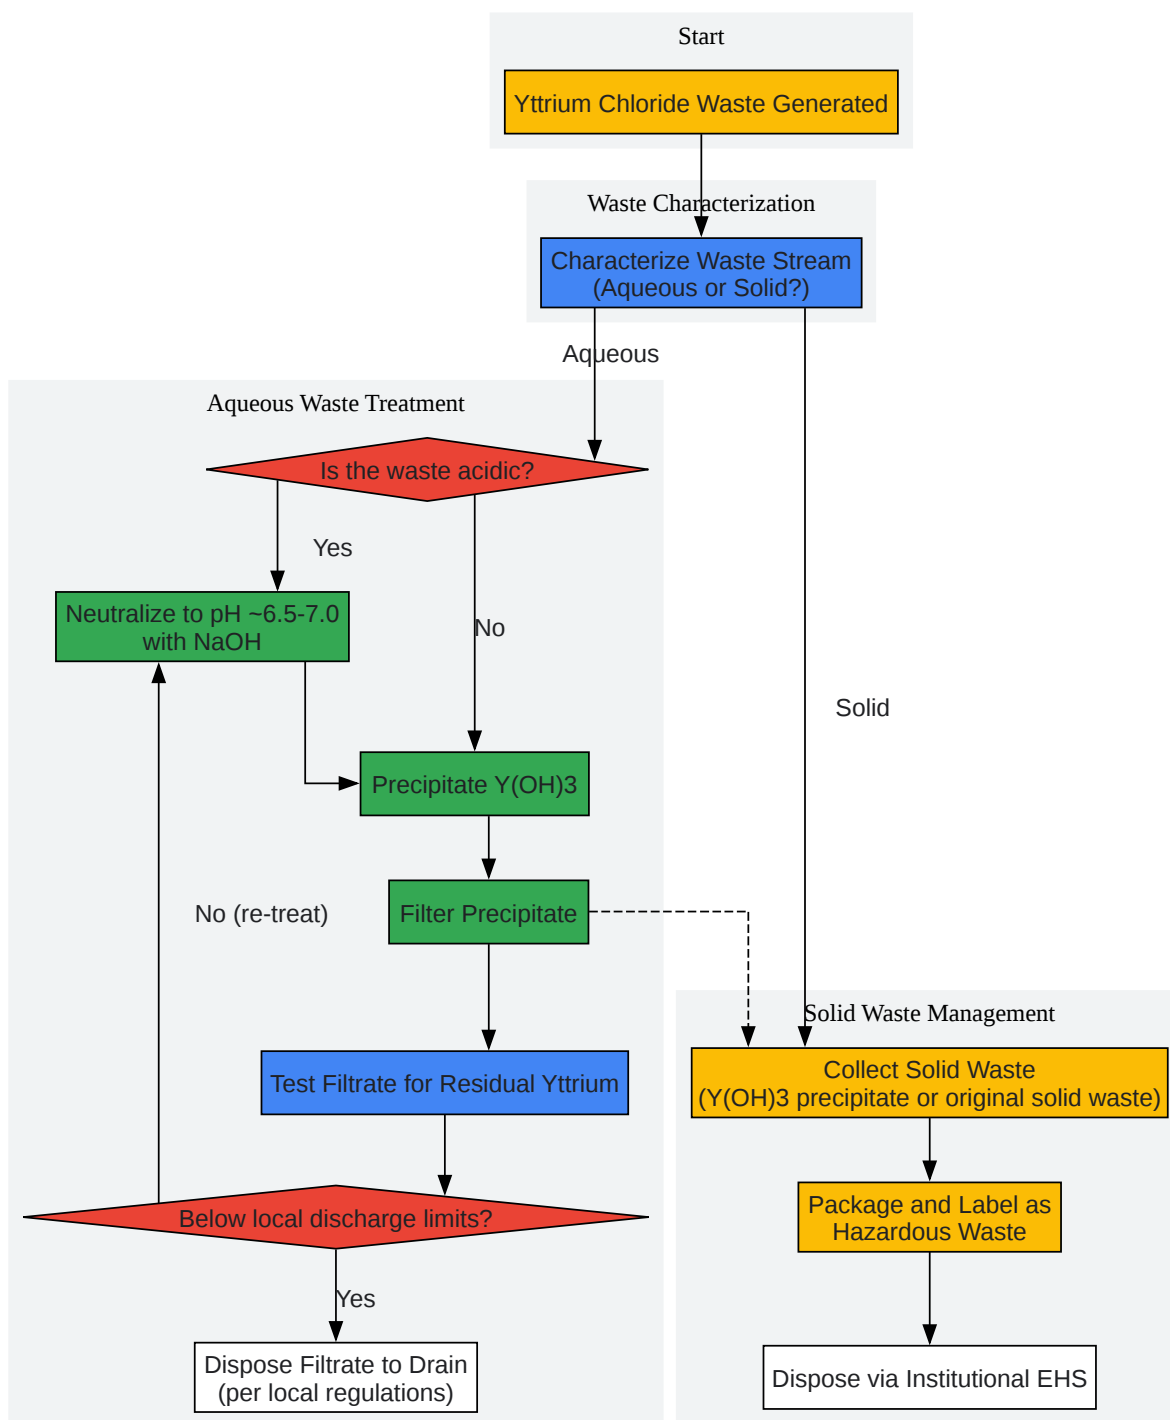 Start
Yttrium Chloride Waste Generated
Waste Characterization
Characterize Waste Stream
(Aqueous or Solid?)
Aqueous
Aqueous Waste Treatment
Is the waste acidic?
Yes
Neutralize to pH ~6.5-7.0
with NaOH
No
Solid
Precipitate Y(OH)3
Filter Precipitate
No (re-treat)
Solid Waste Management
Test Filtrate for Residual Yttrium
Collect Solid Waste
(Y(OH)3 precipitate or original solid waste)
Below local discharge limits?
Package and Label as
Hazardous Waste
Yes
Dispose Filtrate to Drain
(per local regulations)
Dispose via Institutional EHS